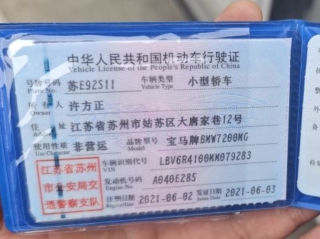 中华人民共和国机动车行驶证
Vehicle License of the People's Republic of China
号牌号码 苏E92S11 车辆类型 小型轿车
Plate No. Vehicle Type
所有人 许方正
Owner
住址 江苏省苏州市姑苏区大唐家巷12号
Address
使用性质 非营运 品牌型号 宝马牌BMW7200MG
Use Character Model
江苏省苏州市公安局交通警察支队
车辆识别代号 LBV6R4100MM079283
VIN
发动机号码 A040E285
Engine No.
注册日期 2021-06-02 发证日期 2021-06-03
Register Date Issue Date